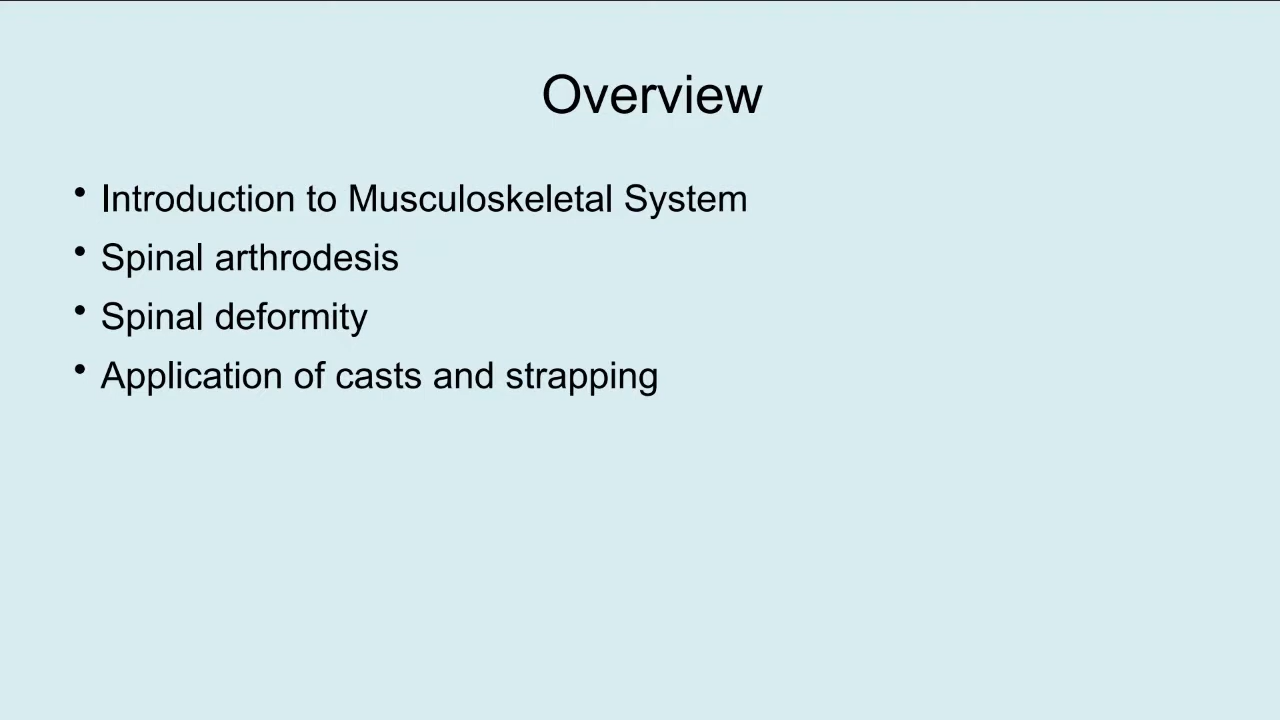 Overview
• Introduction to Musculoskeletal System
• Spinal arthrodesis
• Spinal deformity
• Application of casts and strapping